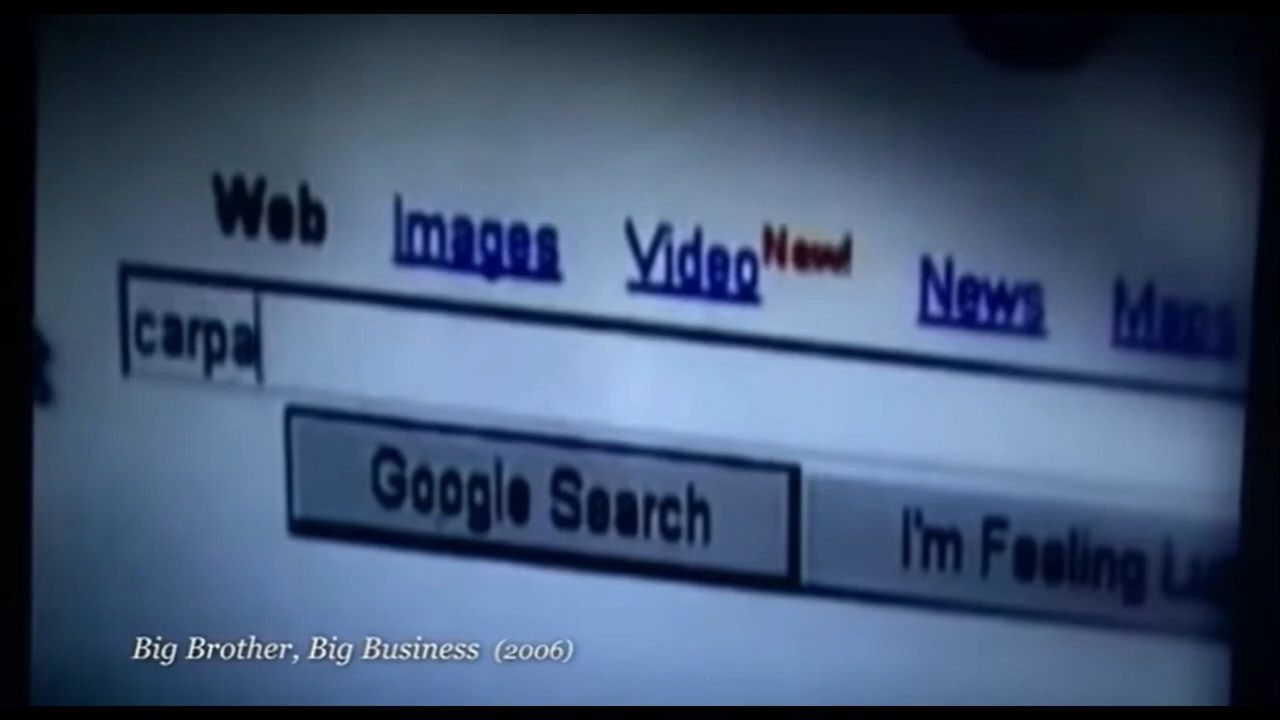 Web Images Video New! News Maps
carpa
Google Search I'm Feeling
Big Brother, Big Business (2006)